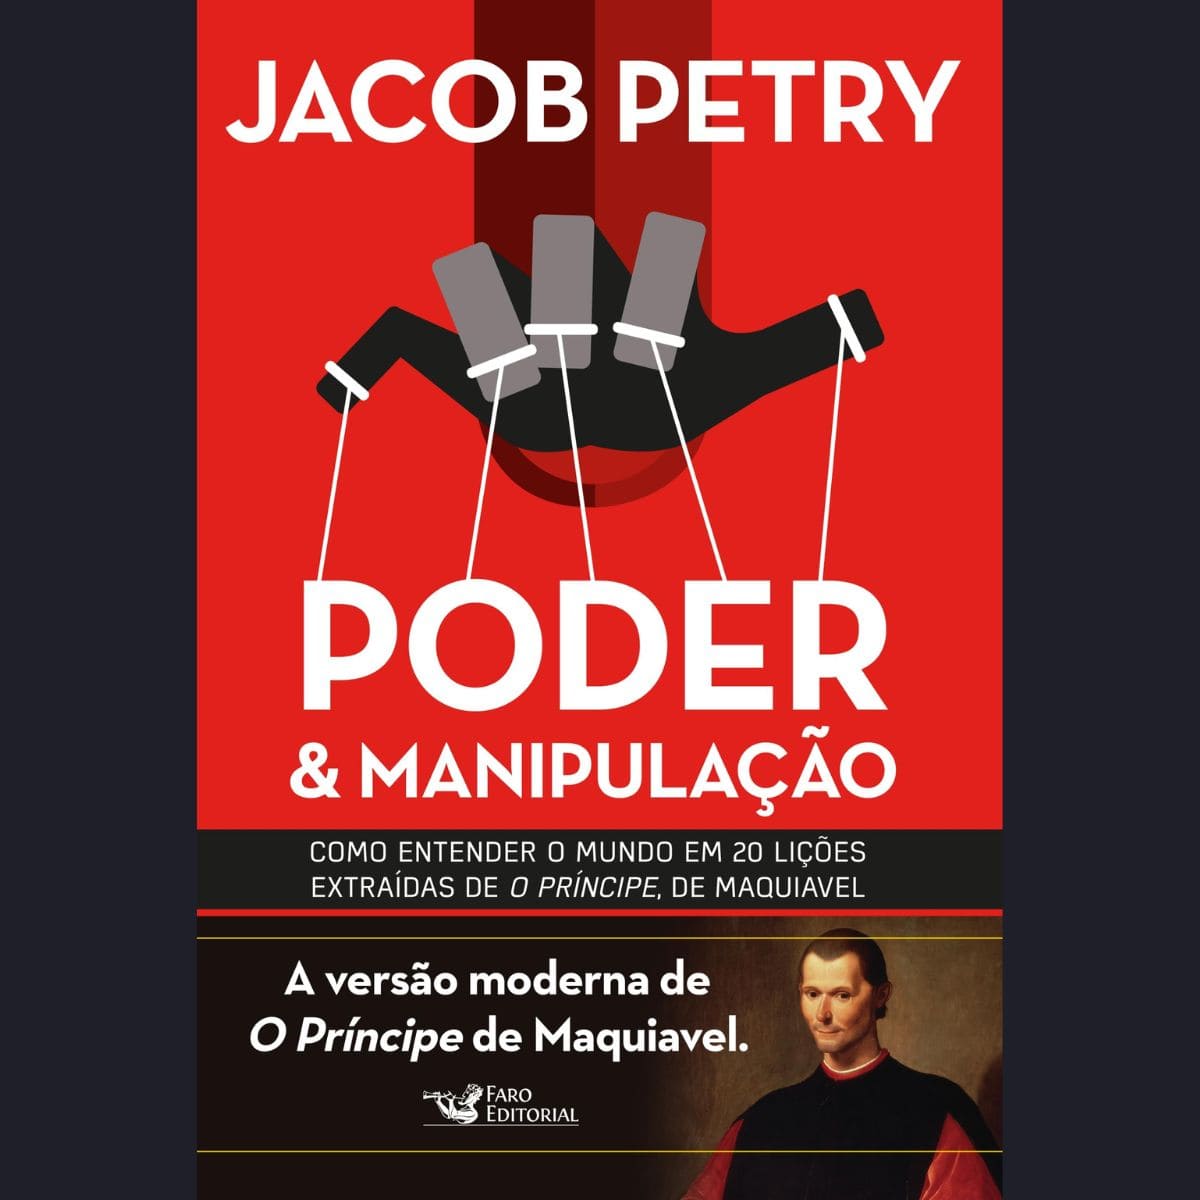 JACOB PETRY
PODER
& MANIPULAÇÃO
COMO ENTENDER O MUNDO EM 20 LIÇÕES
EXTRAÍDAS DE O PRÍNCIPE, DE MAQUIAVEL
A versão moderna de
O Príncipe de Maquiavel.
FARO
EDITORIAL